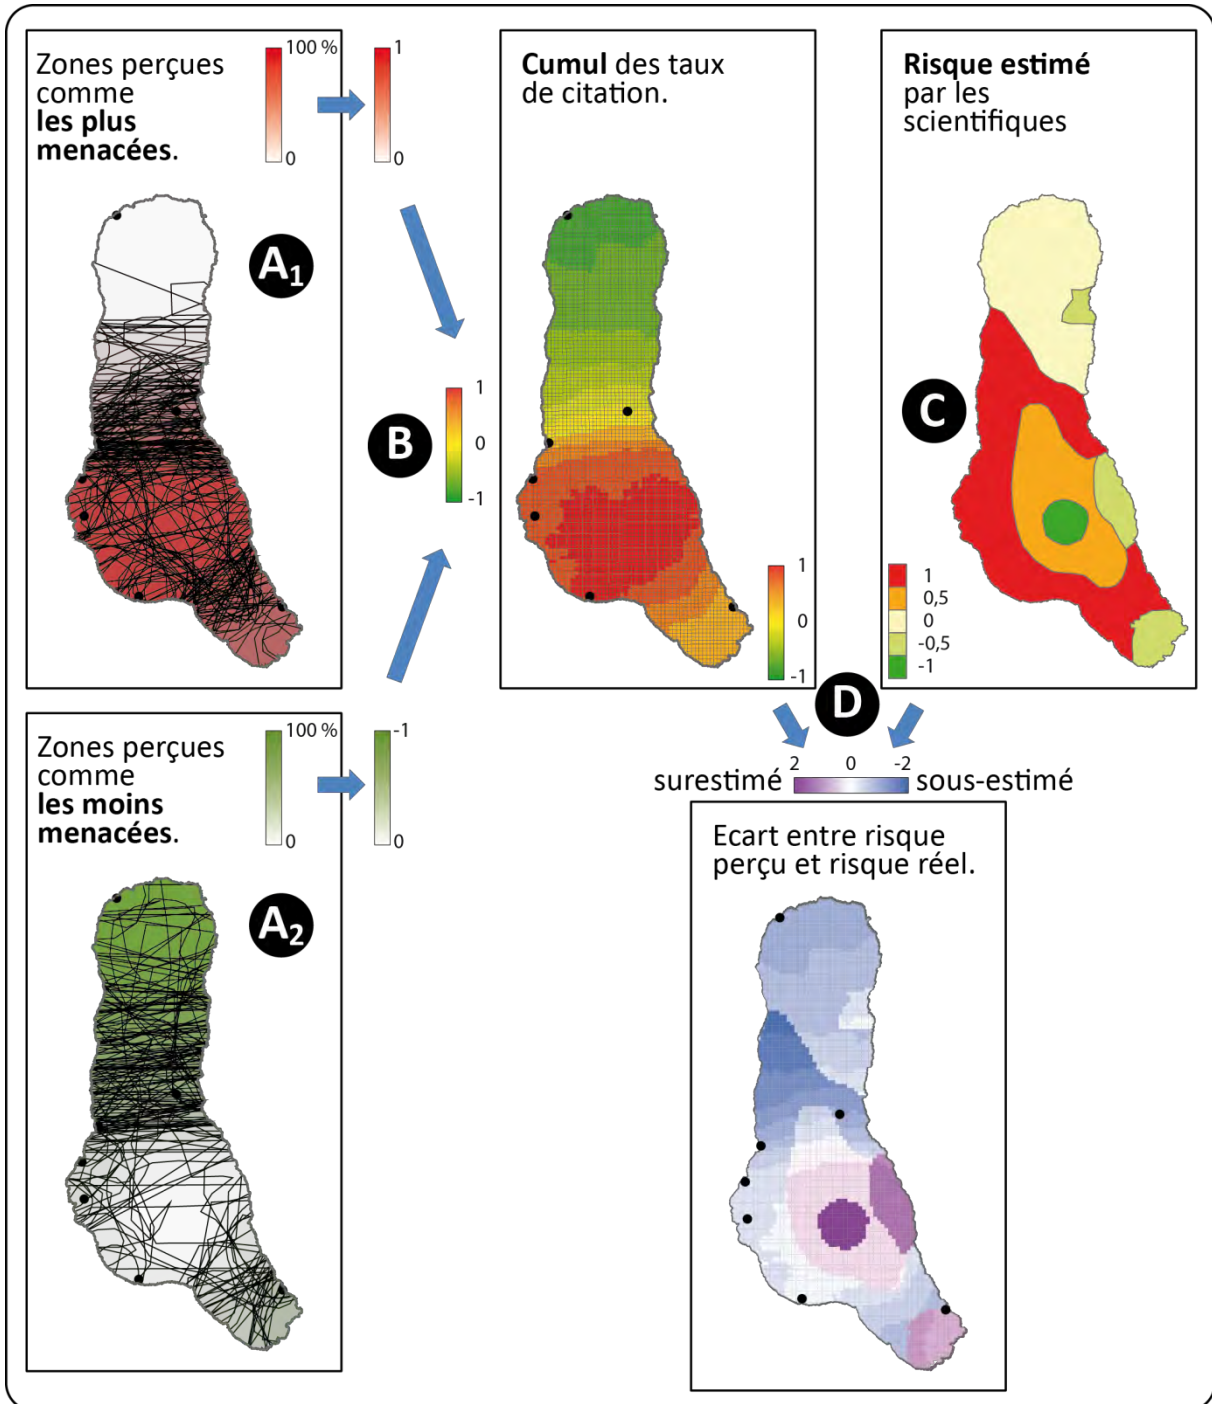 Zones perçues
comme
les plus
menacées.
100 %
0
1
0
A1
Cumul des taux
de citation.
1
0
-1
Risque estimé
par les
scientifiques
C
1
0,5
0
-0,5
-1
B
1
0
-1
D
Zones perçues
comme
les moins
menacées.
100 %
0
-1
0
A2
2 0 -2
surestimé sous-estimé
Ecart entre risque
perçu et risque réel.